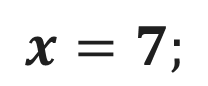 x = 7;